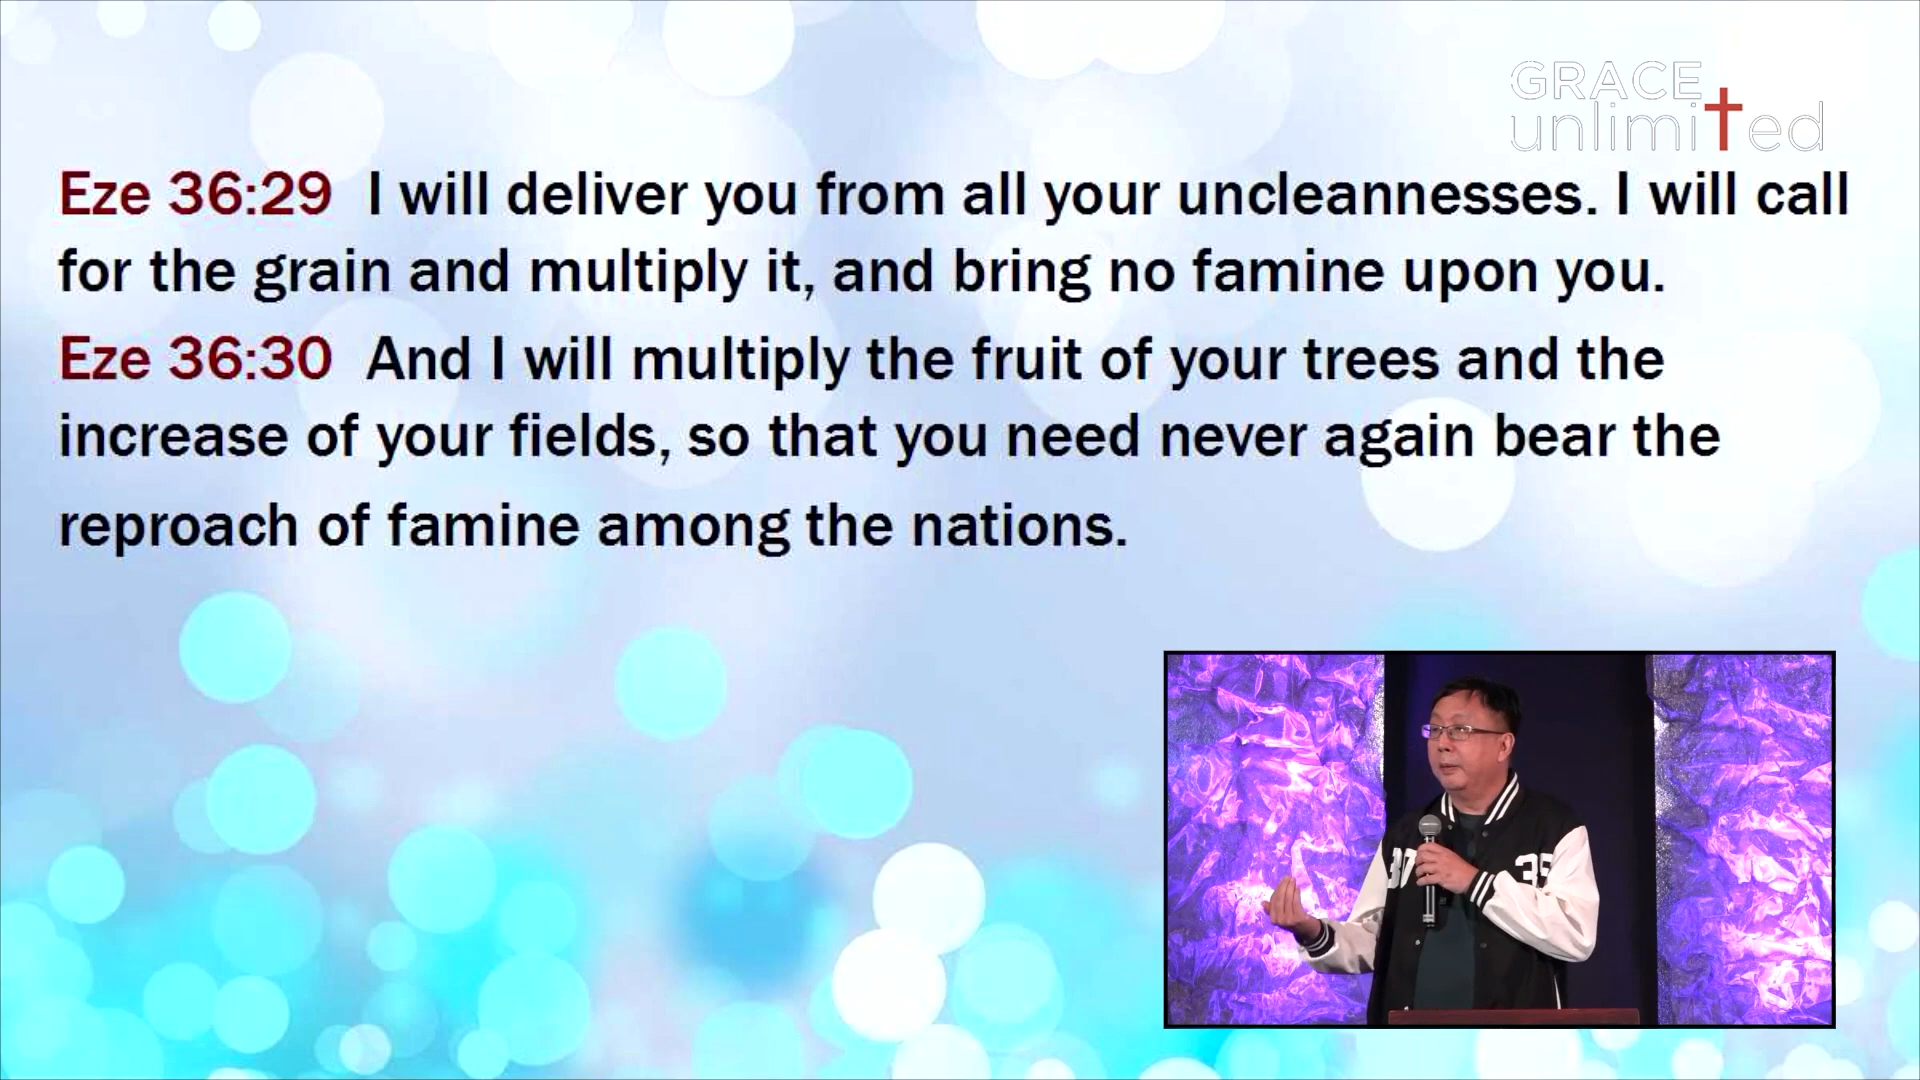 GRACE
unlimited
Eze 36:29 I will deliver you from all your uncleannesses. I will call
for the grain and multiply it, and bring no famine upon you.
Eze 36:30 And I will multiply the fruit of your trees and the
increase of your fields, so that you need never again bear the
reproach of famine among the nations.
37